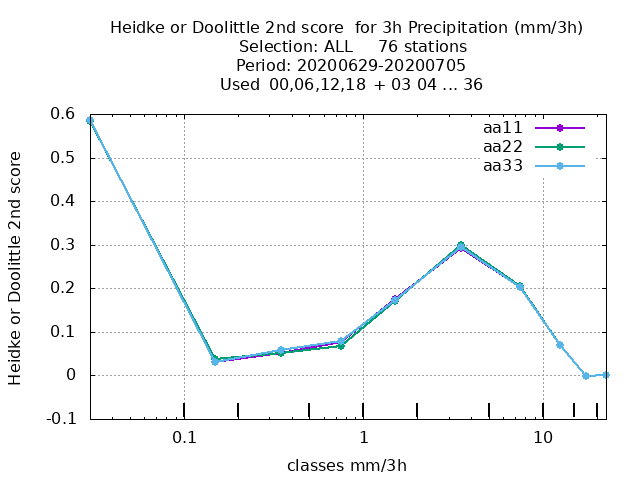 Heidke or Doolittle 2nd score  for 3h Precipitation (mm/3h)
Selection: ALL     76 stations
Period: 20200629-20200705
Used  00,06,12,18  + 03 04 ... 36
aa11
aa22
aa33
Heidke or Doolittle 2nd score
0.6
0.5
0.4
0.3
0.2
0.1
0
-0.1
0.1
1
10
classes mm/3h